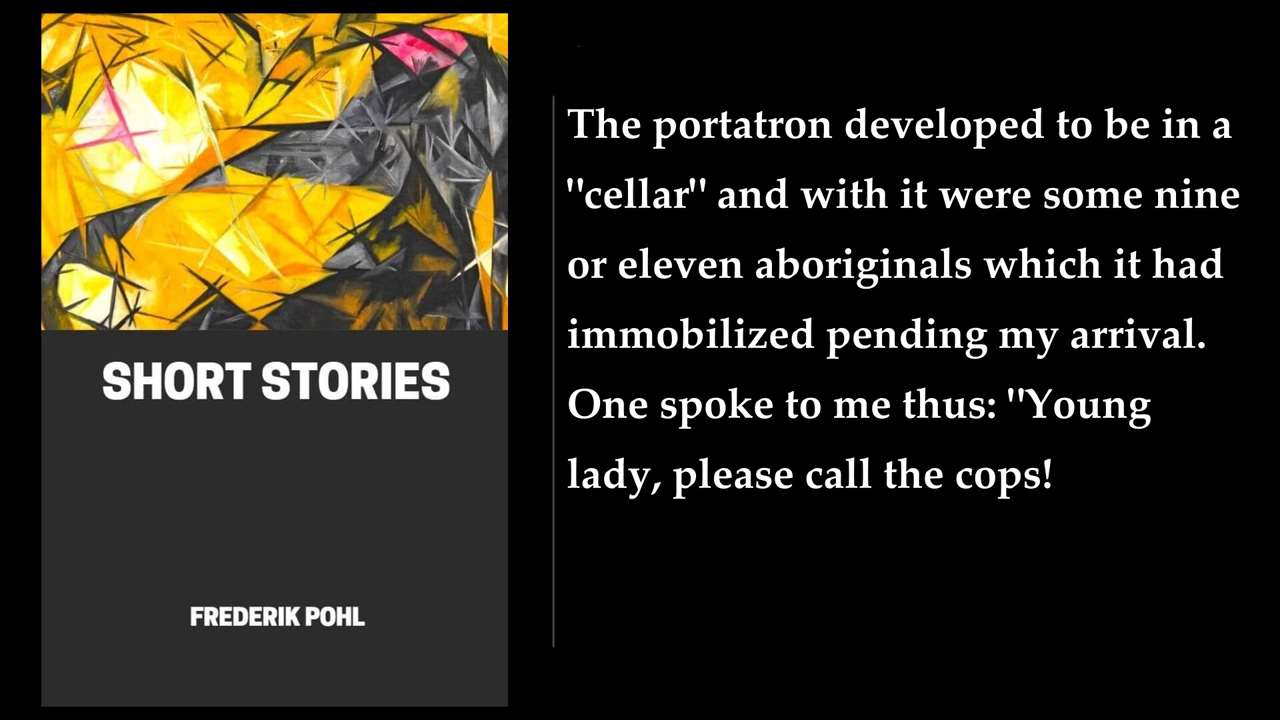 SHORT STORIES
FREDERIK POHL
The portatron developed to be in a
"cellar" and with it were some nine
or eleven aboriginals which it had
immobilized pending my arrival.
One spoke to me thus: "Young
lady, please call the cops!